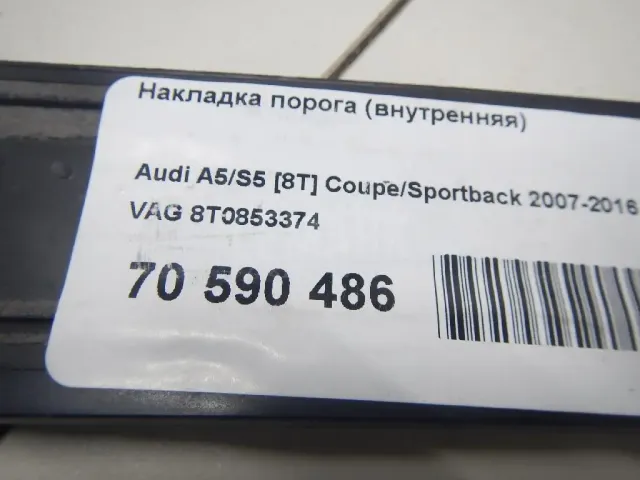 Накладка порога (внутренняя)
Audi A5/S5 [8T] Coupe/Sportback 2007-2016
VAG 8T0853374
70 590 486